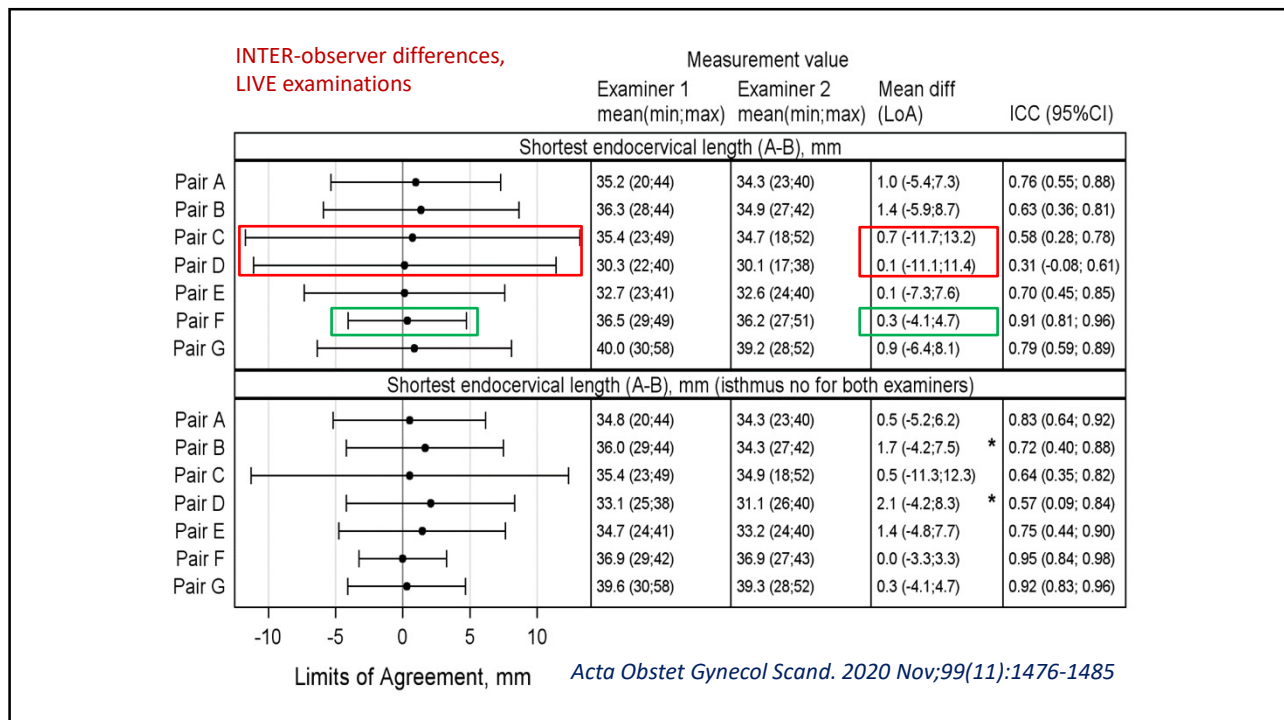 INTER-observer differences,
LIVE examinations
Measurement value
Examiner 1 Examiner 2 Mean diff
mean(min;max) mean(min;max) (LoA) ICC (95%CI)
Shortest endocervical length (A-B), mm
Pair A 35.2 (20;44) 34.3 (23;40) 1.0 (-5.4;7.3) 0.76 (0.55; 0.88)
Pair B 36.3 (28;44) 34.9 (27;42) 1.4 (-5.9;8.7) 0.63 (0.36; 0.81)
Pair C 35.4 (23;49) 34.7 (18;52) 0.7 (-11.7;13.2) 0.58 (0.28; 0.78)
Pair D 30.3 (22;40) 30.1 (17;38) 0.1 (-11.1;11.4) 0.31 (-0.08; 0.61)
Pair E 32.7 (23;41) 32.6 (24;40) 0.1 (-7.3;7.6) 0.70 (0.45; 0.85)
Pair F 36.5 (29;49) 36.2 (27;51) 0.3 (-4.1;4.7) 0.91 (0.81; 0.96)
Pair G 40.0 (30;58) 39.2 (28;52) 0.9 (-6.4;8.1) 0.79 (0.59; 0.89)
Shortest endocervical length (A-B), mm (isthmus no for both examiners)
Pair A 34.8 (20;44) 34.3 (23;40) 0.5 (-5.2;6.2) 0.83 (0.64; 0.92)
Pair B 36.0 (29;44) 34.3 (27;42) 1.7 (-4.2;7.5) * 0.72 (0.40; 0.88)
Pair C 35.4 (23;49) 34.9 (18;52) 0.5 (-11.3;12.3) 0.64 (0.35; 0.82)
Pair D 33.1 (25;38) 31.1 (26;40) 2.1 (-4.2;8.3) * 0.57 (0.09; 0.84)
Pair E 34.7 (24;41) 33.2 (24;40) 1.4 (-4.8;7.7) 0.75 (0.44; 0.90)
Pair F 36.9 (29;42) 36.9 (27;43) 0.0 (-3.3;3.3) 0.95 (0.84; 0.98)
Pair G 39.6 (30;58) 39.3 (28;52) 0.3 (-4.1;4.7) 0.92 (0.83; 0.96)
-10 -5 0 5 10
Limits of Agreement, mm
Acta Obstet Gynecol Scand. 2020 Nov;99(11):1476-1485